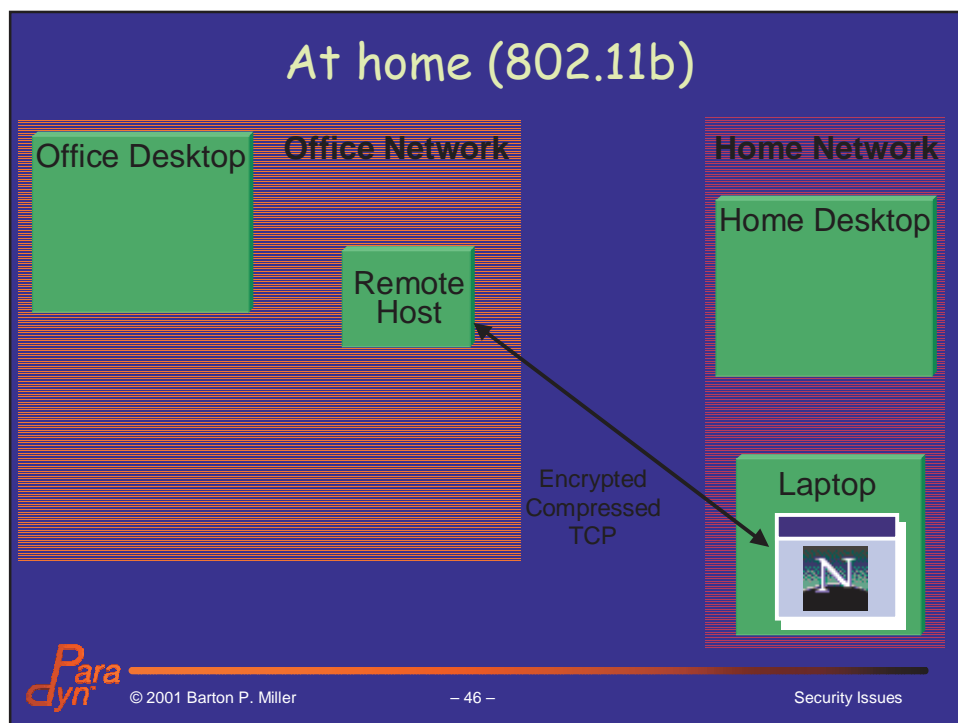 At home (802.11b)
Office Desktop
Office Network
Home Network
Remote
Host
Home Desktop
Encrypted
Compressed
TCP
Laptop
N
Para
dyn™
© 2001 Barton P. Miller
– 46 –
Security Issues